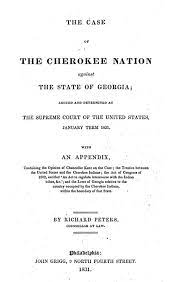 THE CASE
OF
THE CHEROKEE NATION
against
THE STATE OF GEORGIA;
ARGUED AND DETERMINED AT
THE SUPREME COURT OF THE UNITED STATES,
JANUARY TERM 1831.
WITH
AN APPENDIX,
Containing the Opinion of Chancellor Kent on the Case; the Treaties between
the United States and the Cherokee Indians; the Act of Congress of
1802, entitled 'An Act to regulate intercourse with the Indian
tribes, &c.'; and the Laws of Georgia relative to the
country occupied by the Cherokee Indians,
within the boundary of that State.
BY RICHARD PETERS,
COUNSELLOR AT LAW.
Philadelphia:
JOHN GRIGG, 9 NORTH FOURTH STREET.
1831.